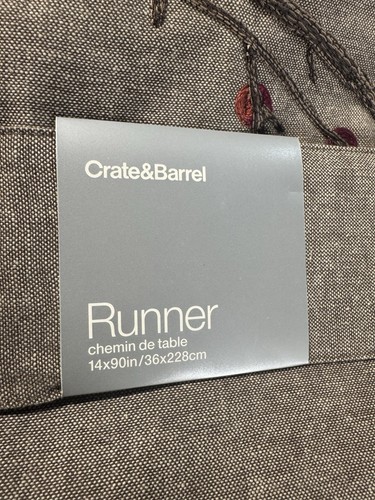 Crate&Barrel
Runner
chemin de table
14x90in/36x228cm